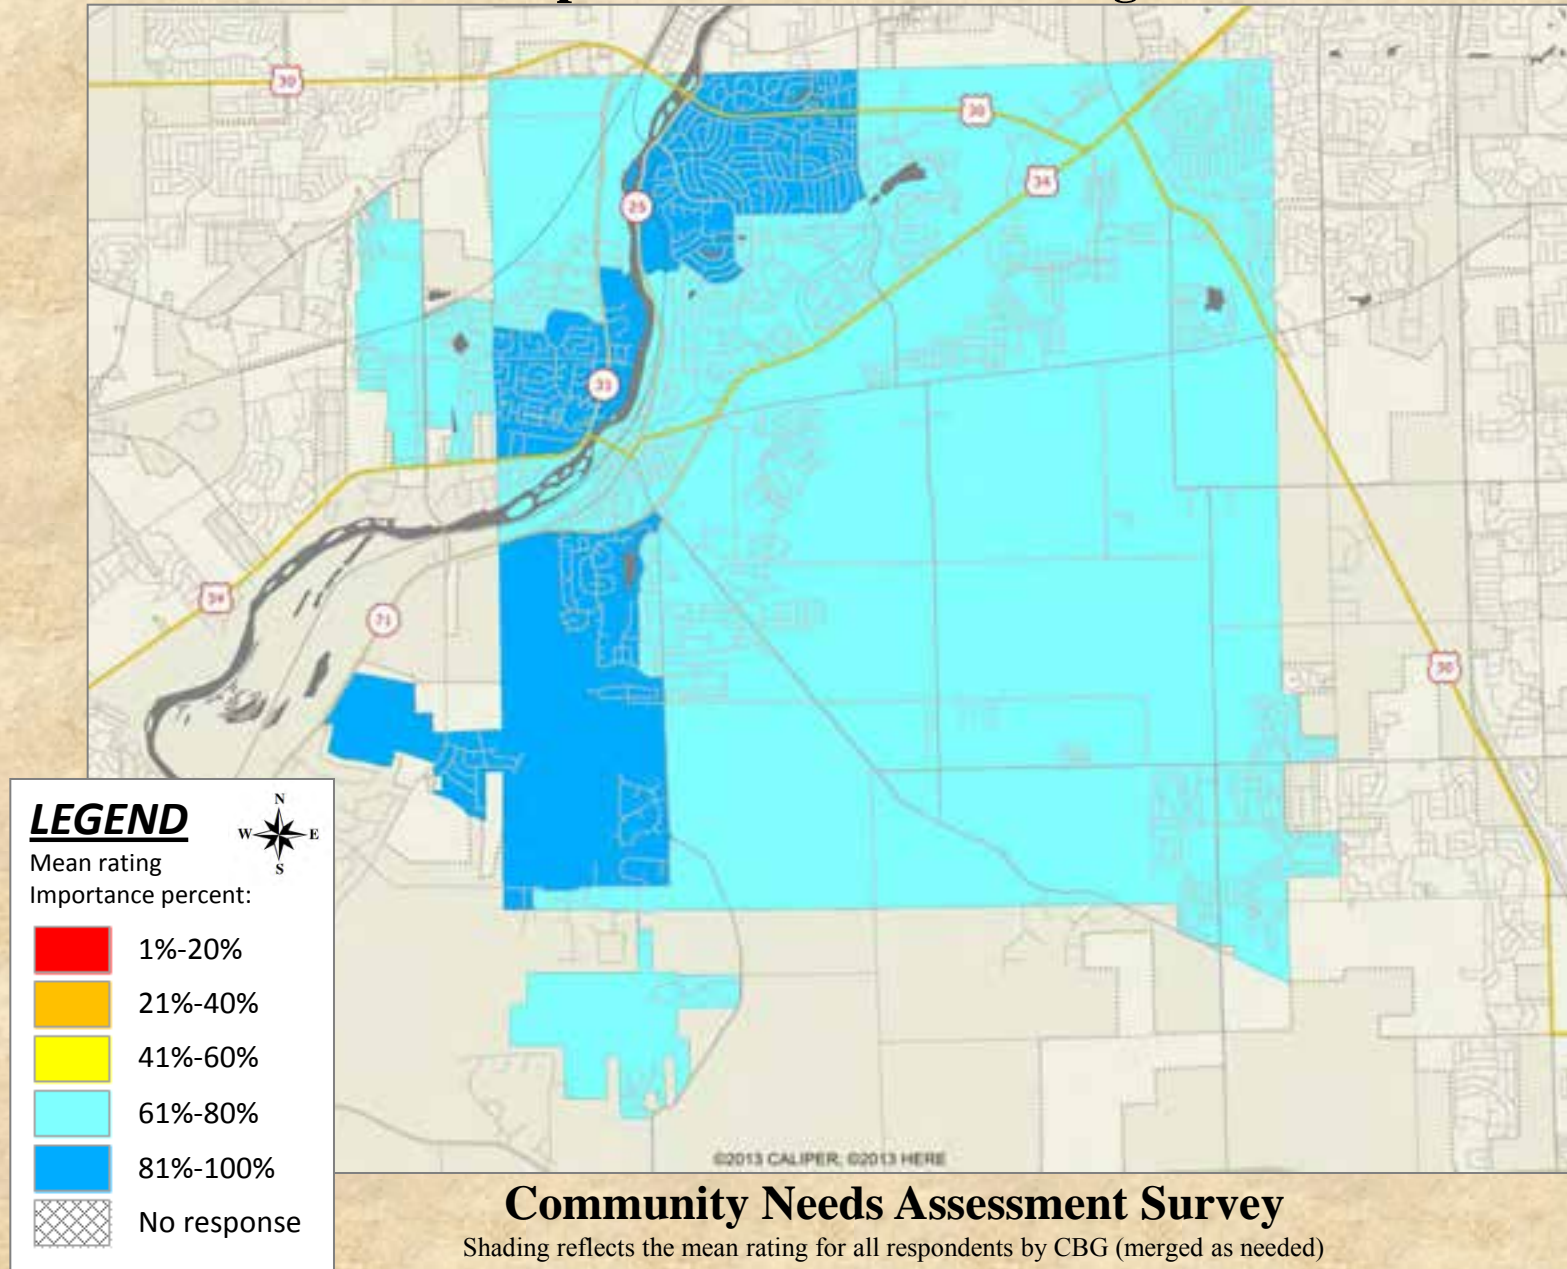 30
30
34
25
31
34
71
30
LEGEND
N
W E
S
Mean rating
Importance percent:
1%-20%
21%-40%
41%-60%
61%-80%
81%-100%
No response
©2013 CALIPER, ©2013 HERE
Community Needs Assessment Survey
Shading reflects the mean rating for all respondents by CBG (merged as needed)